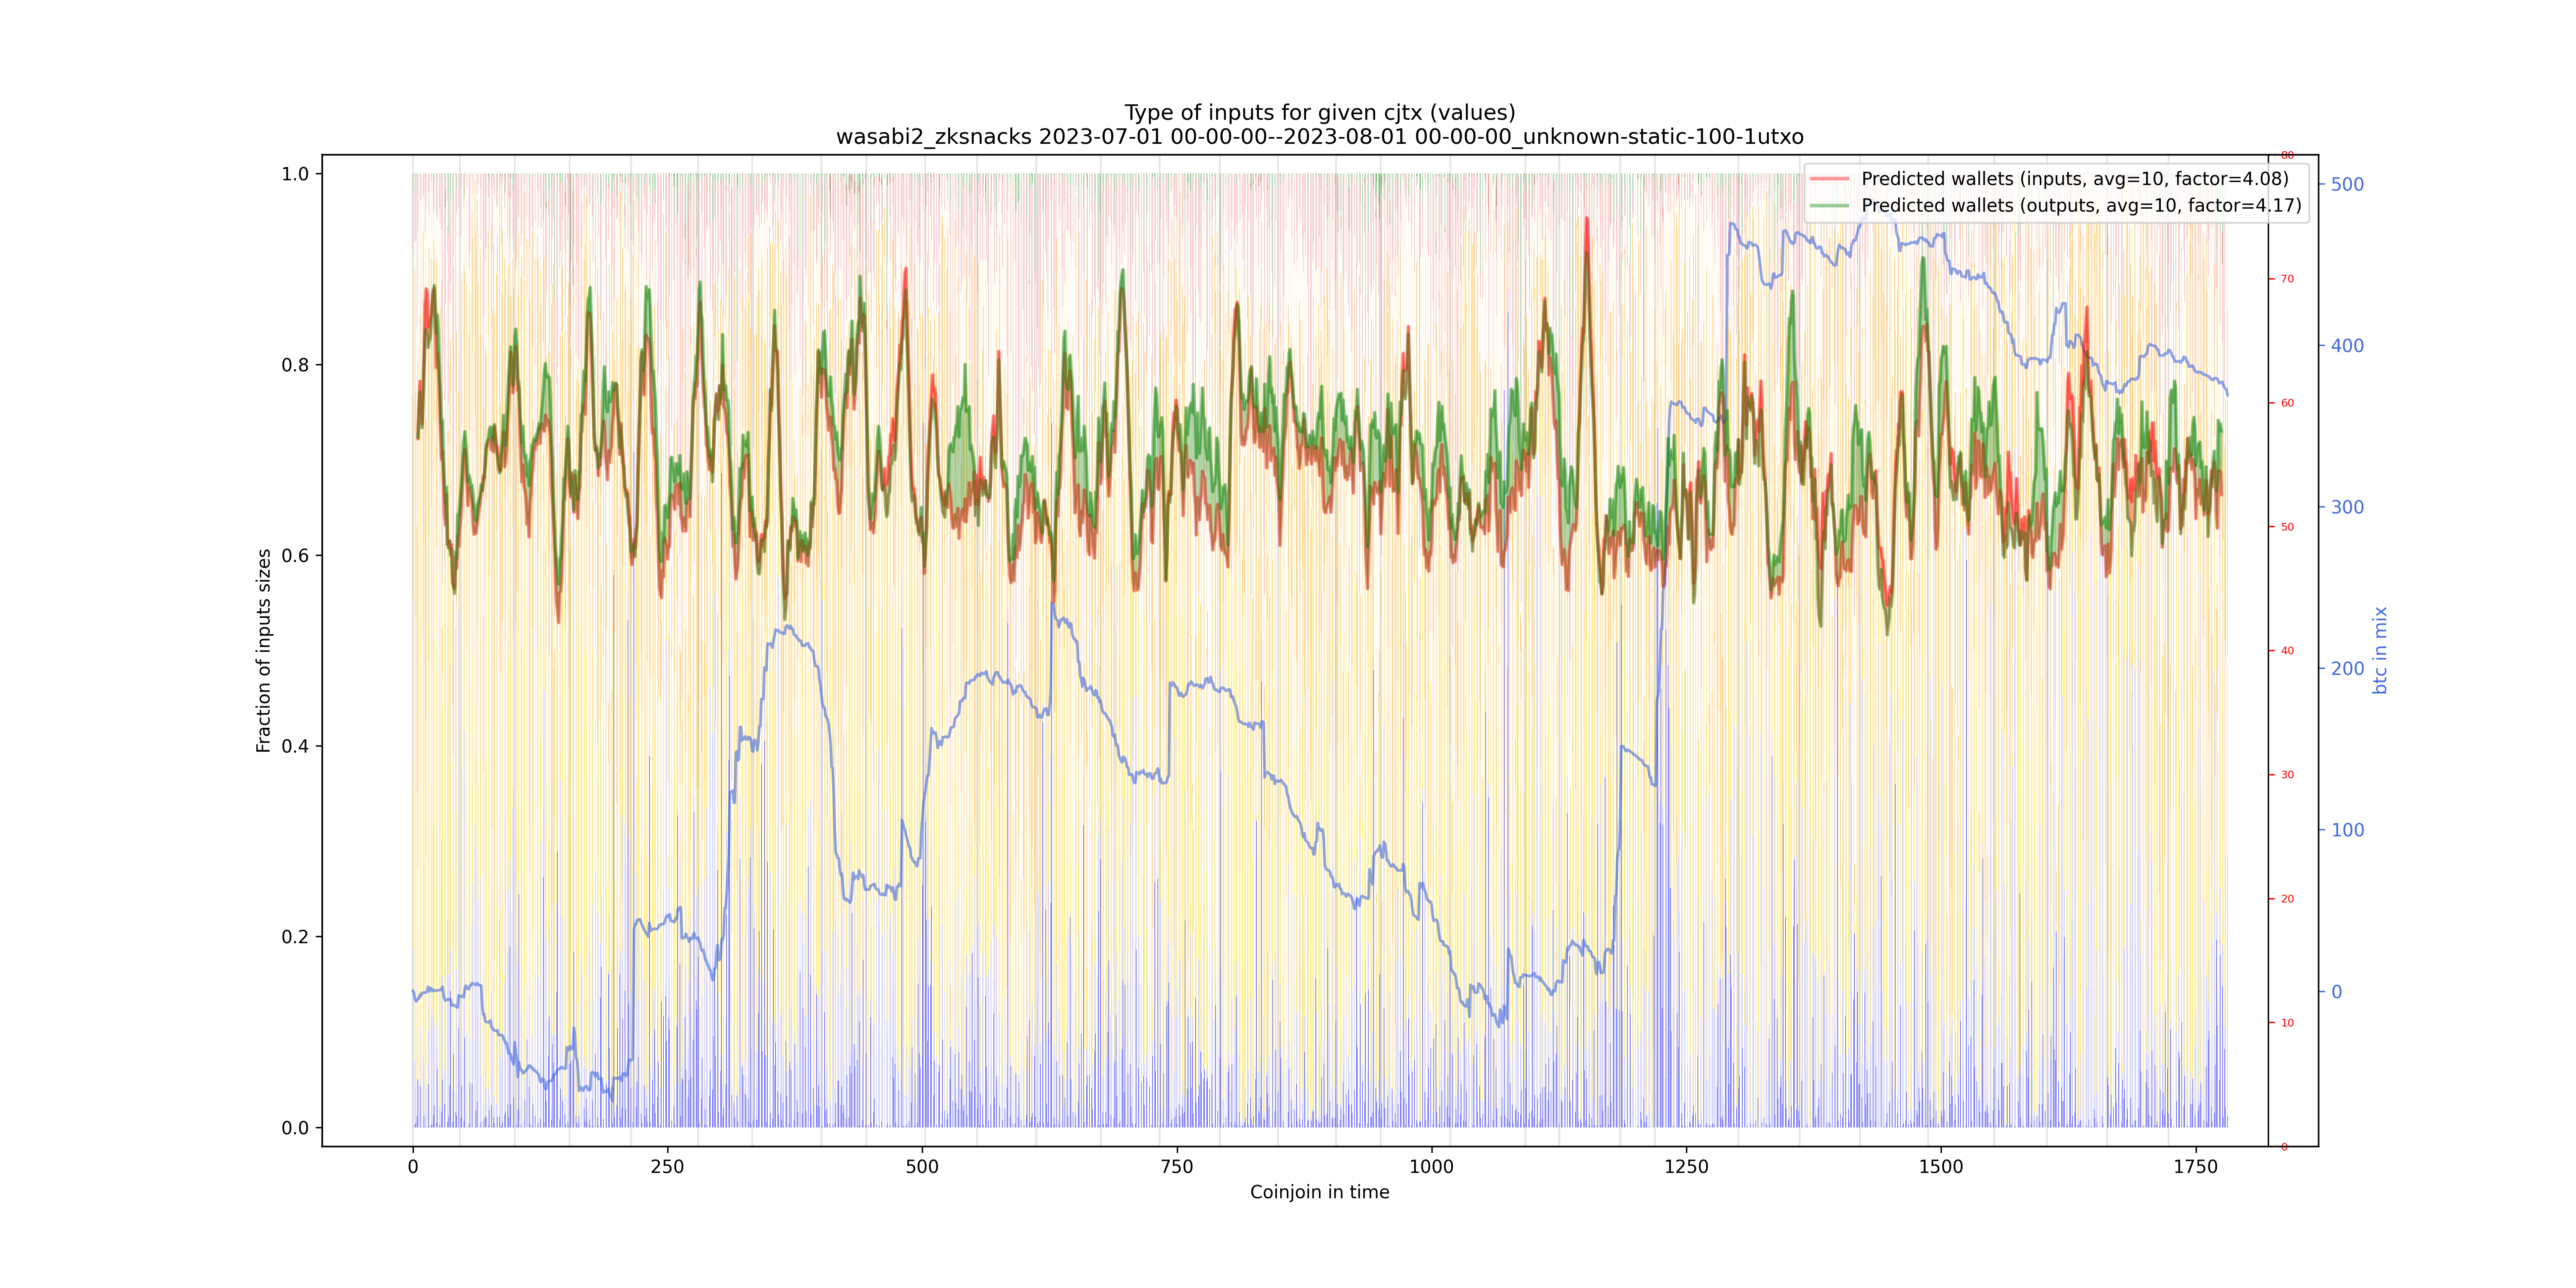 Type of inputs for given cjtx (values)
wasabi2_zksnacks 2023-07-01 00-00-00--2023-08-01 00-00-00_unknown-static-100-1utxo
Predicted wallets (inputs, avg=10, factor=4.08)
Predicted wallets (outputs, avg=10, factor=4.17)
Fraction of inputs sizes
1.0
0.8
0.6
0.4
0.2
0.0
0 250 500 750 1000 1250 1500 1750
Coinjoin in time
80
70
60
50
40
30
20
10
0
500
400
300
200
100
0
btc in mix